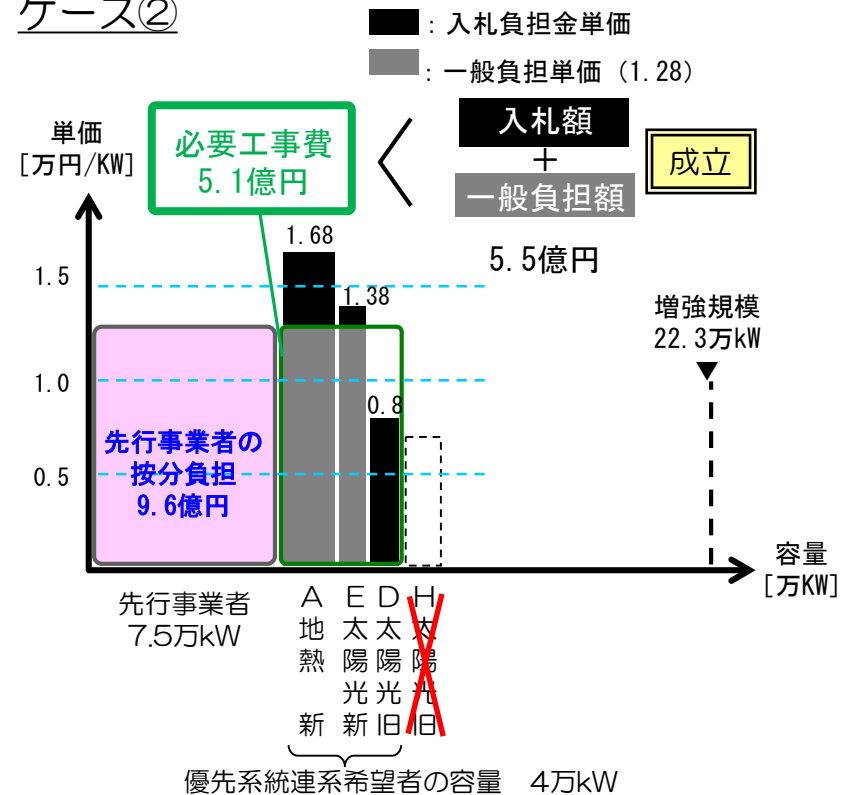 ケース②
：入札負担金単価
：一般負担単価（1.28）
単価
[万円/KW]
必要工事費
5.1億円
＜
入札額
＋
一般負担額
成立
5.5億円
1.68
1.5
1.38
増強規模
22.3万kW
1.0
0.8
先行事業者の
按分負担
9.6億円
0.5
容量
[万KW]
先行事業者
7.5万kW
A地熱　新
E太陽光新
D太陽光旧
H太陽光旧
優先系統連系希望者の容量　4万kW